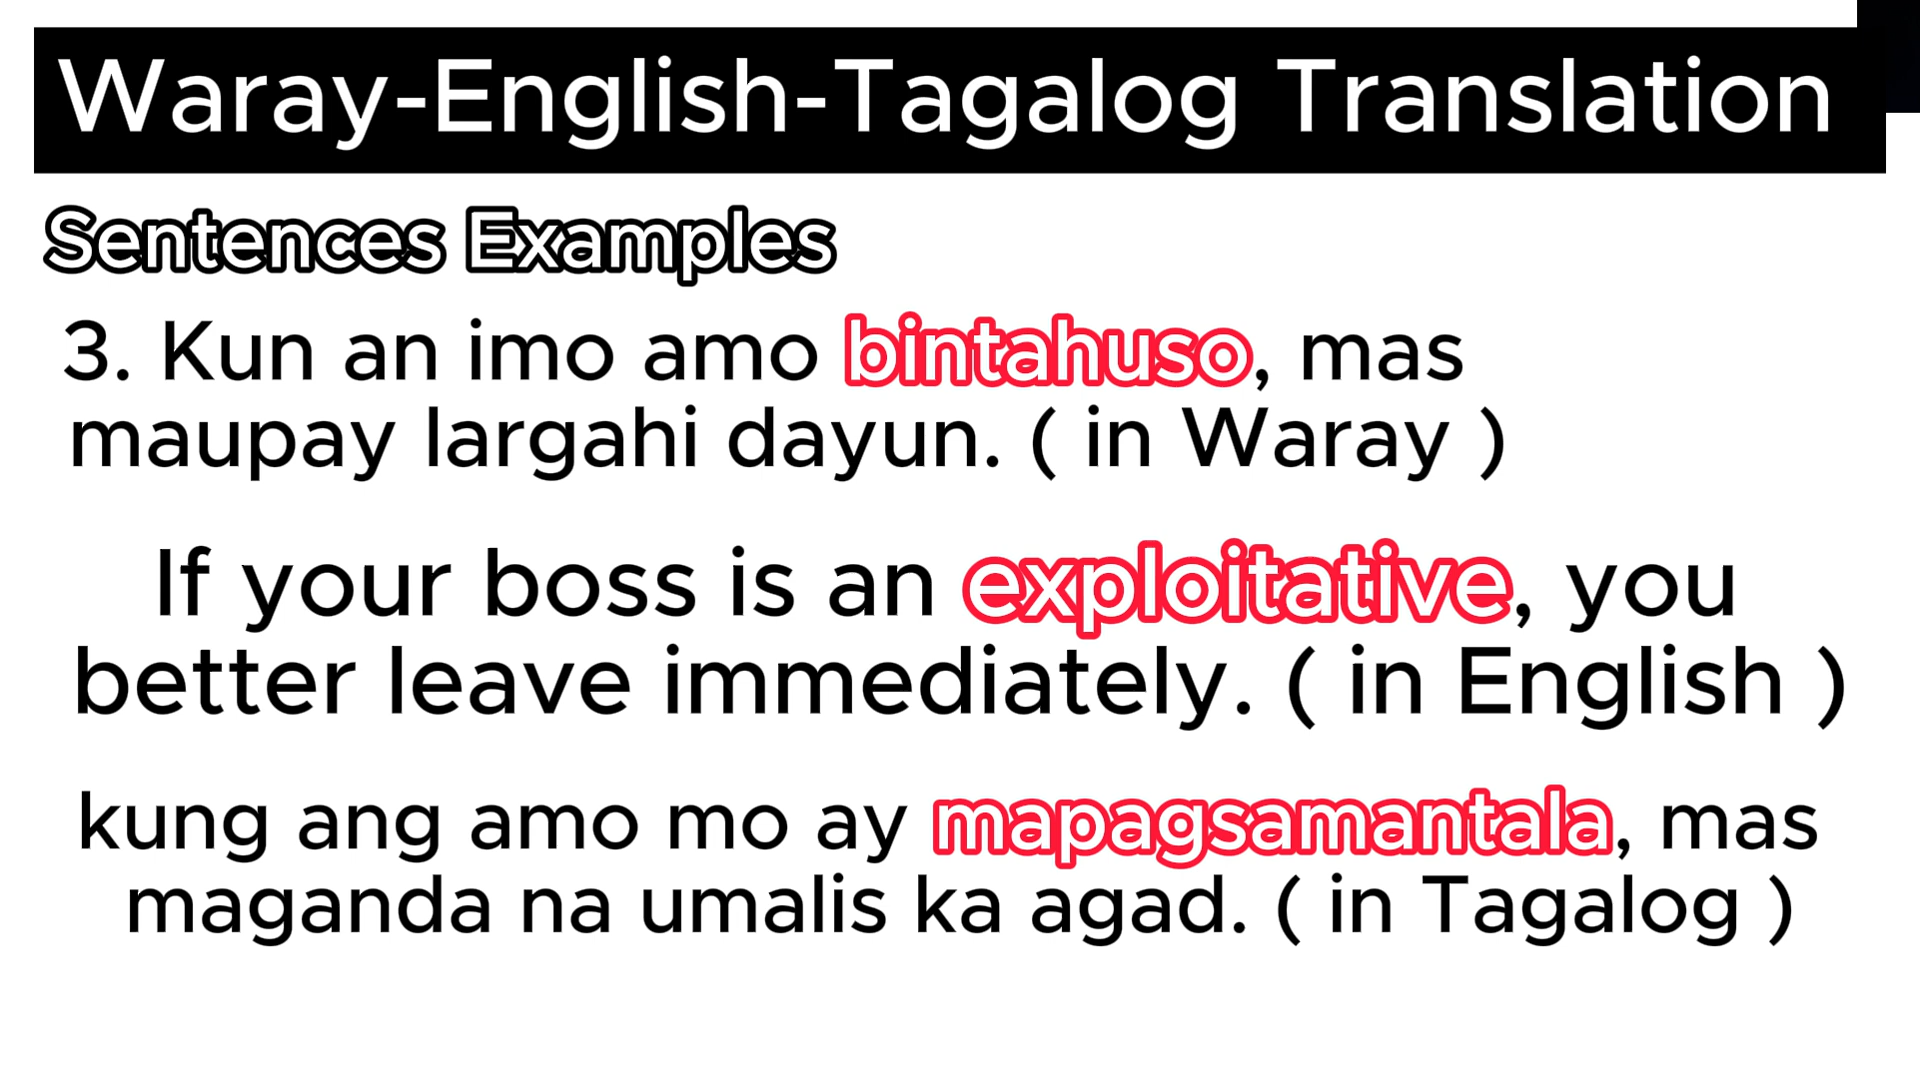 Waray-English-Tagalog Translation
Sentences Examples
3. Kun an imo amo bintahuso, mas
maupay largahi dayun. ( in Waray )
If your boss is an exploitative, you
better leave immediately. ( in English )
kung ang amo mo ay mapagsamantala, mas
maganda na umalis ka agad. ( in Tagalog )